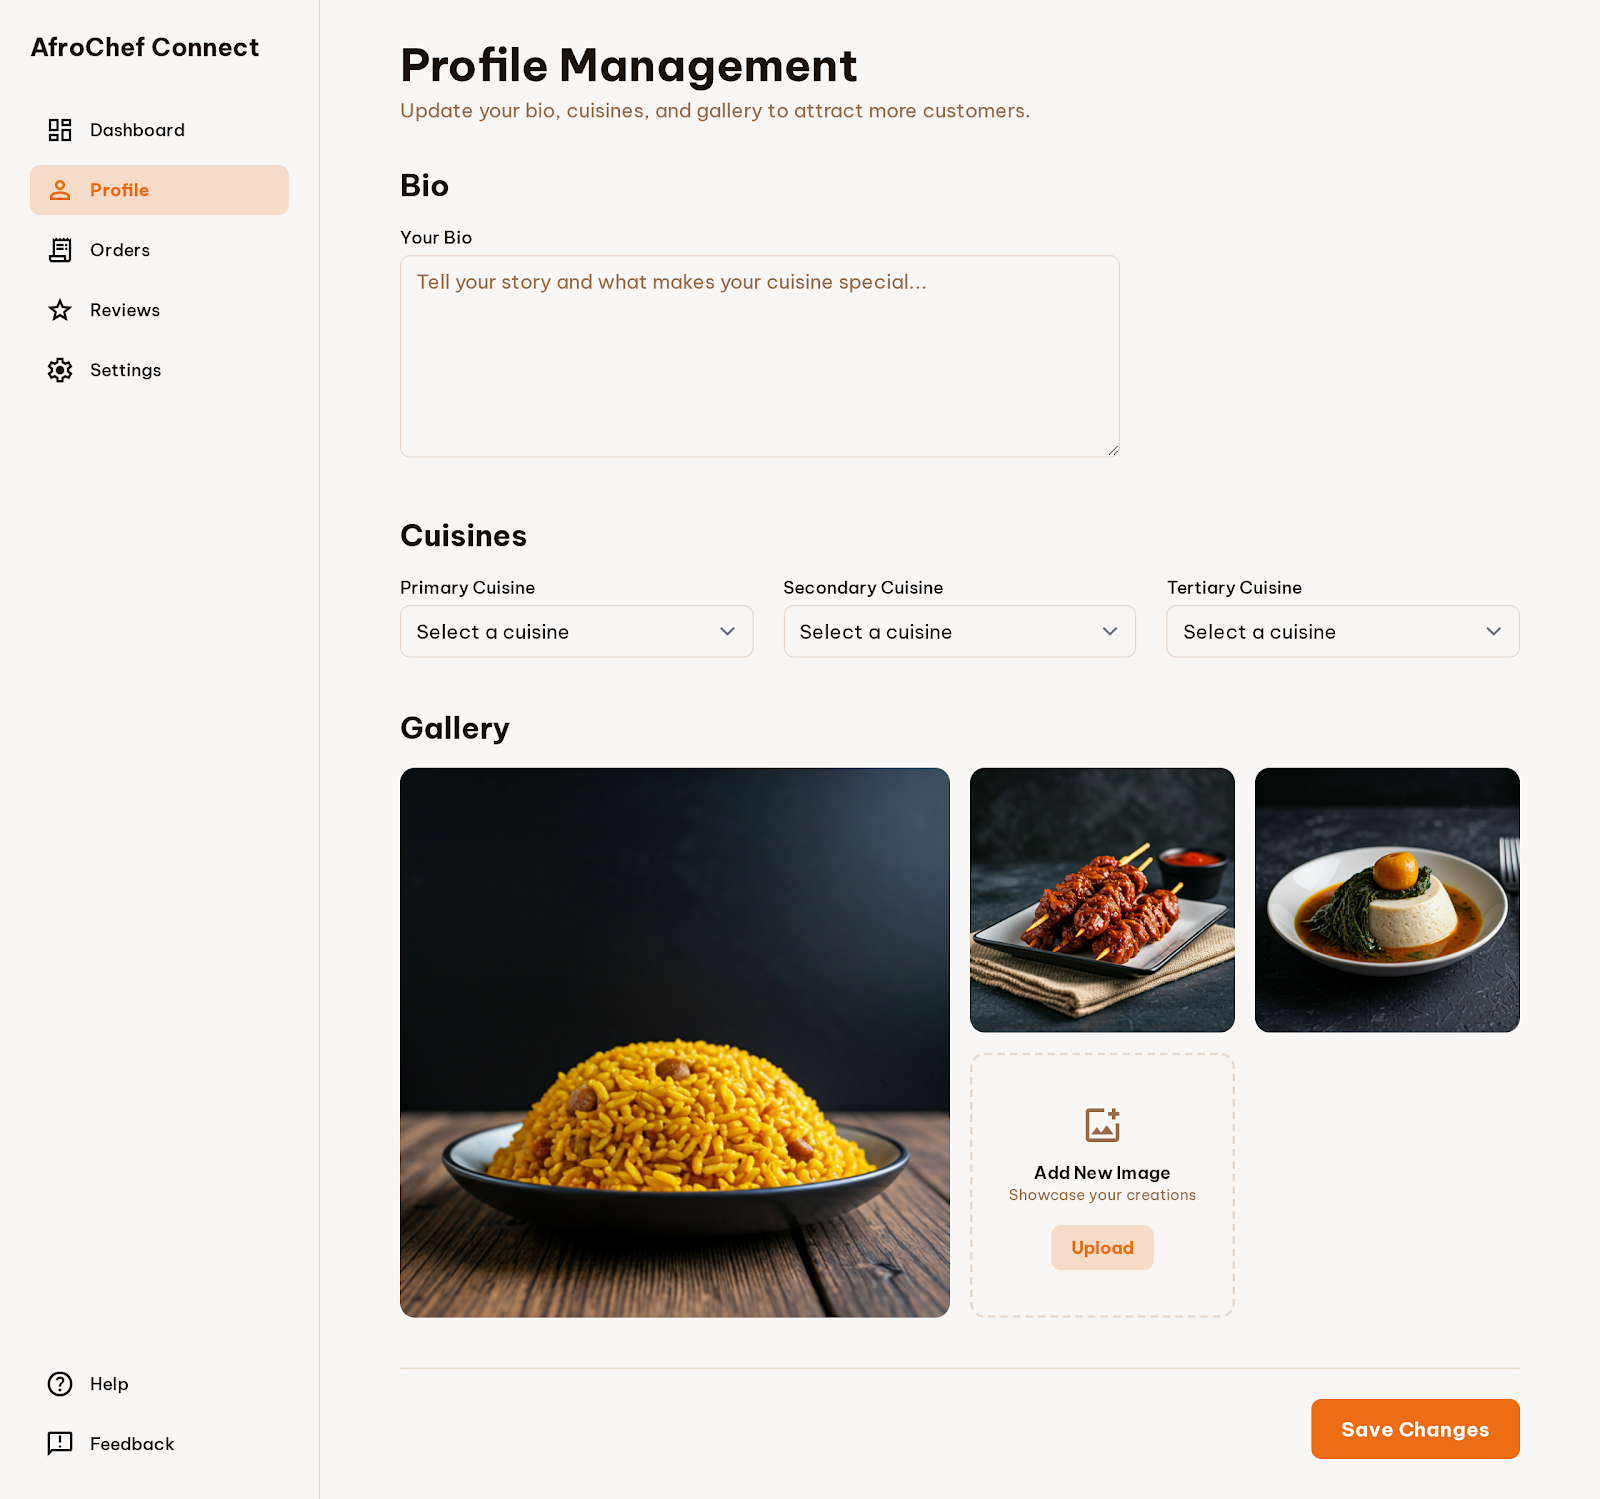 AfroChef Connect
Dashboard
Profile
Orders
Reviews
Settings
Help
Feedback
Profile Management
Update your bio, cuisines, and gallery to attract more customers.
Bio
Your Bio
Tell your story and what makes your cuisine special...
Cuisines
Primary Cuisine
Select a cuisine
Secondary Cuisine
Select a cuisine
Tertiary Cuisine
Select a cuisine
Gallery
Add New Image
Showcase your creations
Upload
Save Changes